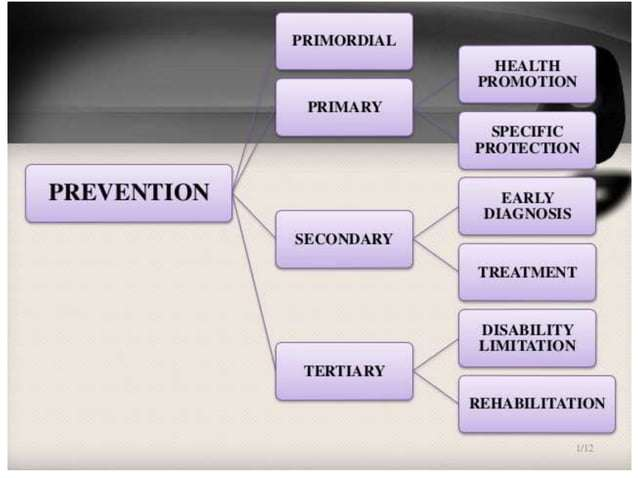 PREVENTION
PRIMORDIAL
PRIMARY
HEALTH
PROMOTION
SPECIFIC
PROTECTION
SECONDARY
EARLY
DIAGNOSIS
TREATMENT
TERTIARY
DISABILITY
LIMITATION
REHABILITATION
1/12